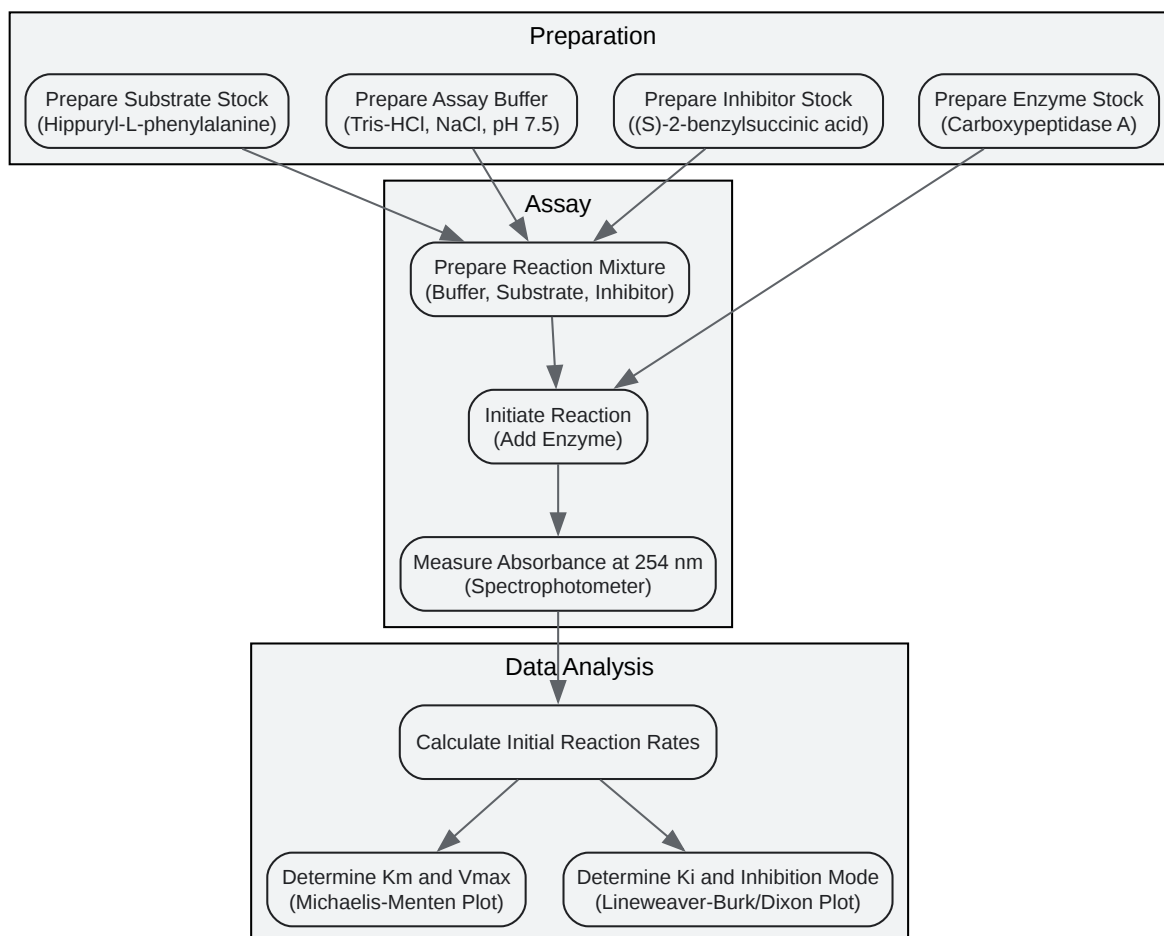 Preparation
Prepare Substrate Stock
(Hippuryl-L-phenylalanine)
Prepare Assay Buffer
(Tris-HCl, NaCl, pH 7.5)
Prepare Inhibitor Stock
((S)-2-benzylsuccinic acid)
Prepare Enzyme Stock
(Carboxypeptidase A)
Assay
Prepare Reaction Mixture
(Buffer, Substrate, Inhibitor)
Initiate Reaction
(Add Enzyme)
Measure Absorbance at 254 nm
(Spectrophotometer)
Data Analysis
Calculate Initial Reaction Rates
Determine Km and Vmax
(Michaelis-Menten Plot)
Determine Ki and Inhibition Mode
(Lineweaver-Burk/Dixon Plot)